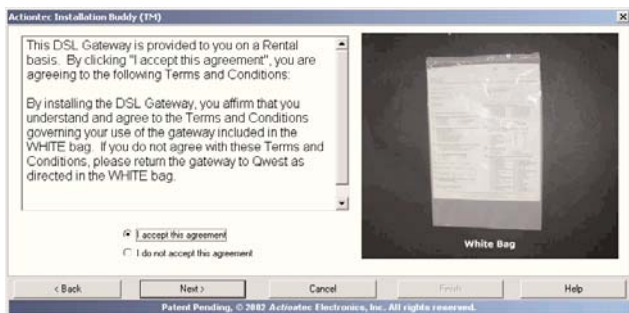 Actiontec Installation Buddy (TM)
This DSL Gateway is provided to you on a Rental
basis. By clicking "I accept this agreement", you are
agreeing to the following Terms and Conditions:
By installing the DSL Gateway, you affirm that you
understand and agree to the Terms and Conditions
governing your use of the gateway included in the
WHITE bag. If you do not agree with these Terms and
Conditions, please return the gateway to Qwest as
directed in the WHITE bag.
I accept this agreement
I do not accept this agreement
White Bag
< Back
Next >
Cancel
Finish
Help
Patent Pending, © 2002 Actiontec Electronics, Inc. All rights reserved.